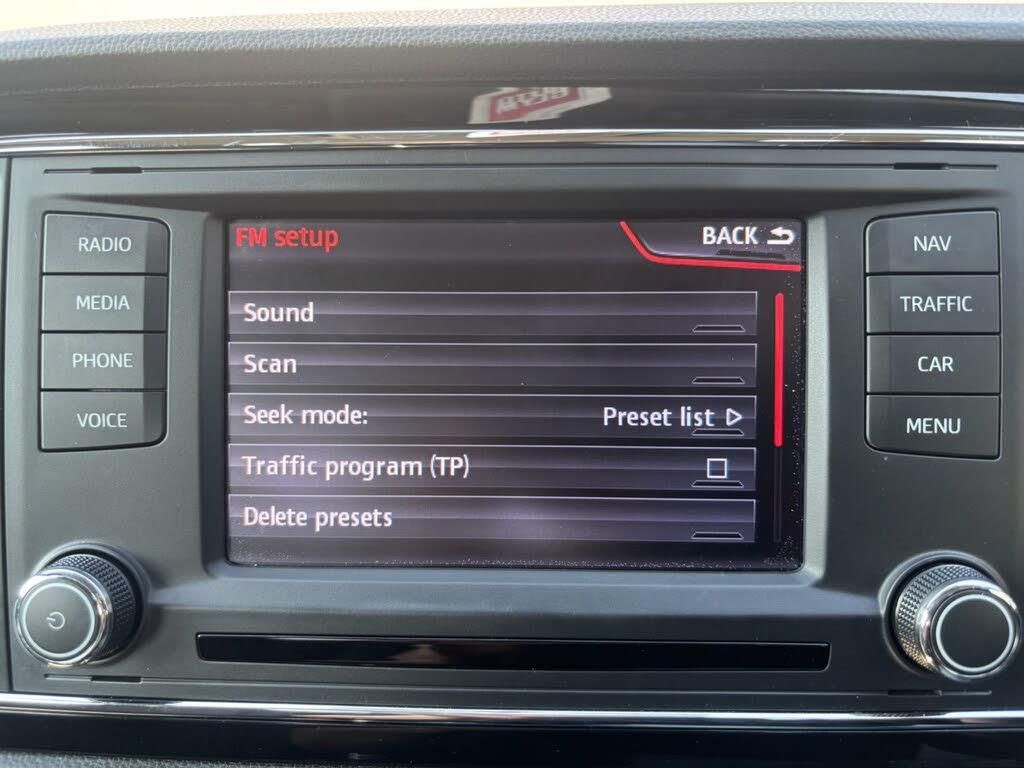 RADIO
MEDIA
PHONE
VOICE
FM setup
BACK
Sound
Scan
Seek mode: Preset list
Traffic program (TP)
Delete presets
NAV
TRAFFIC
CAR
MENU